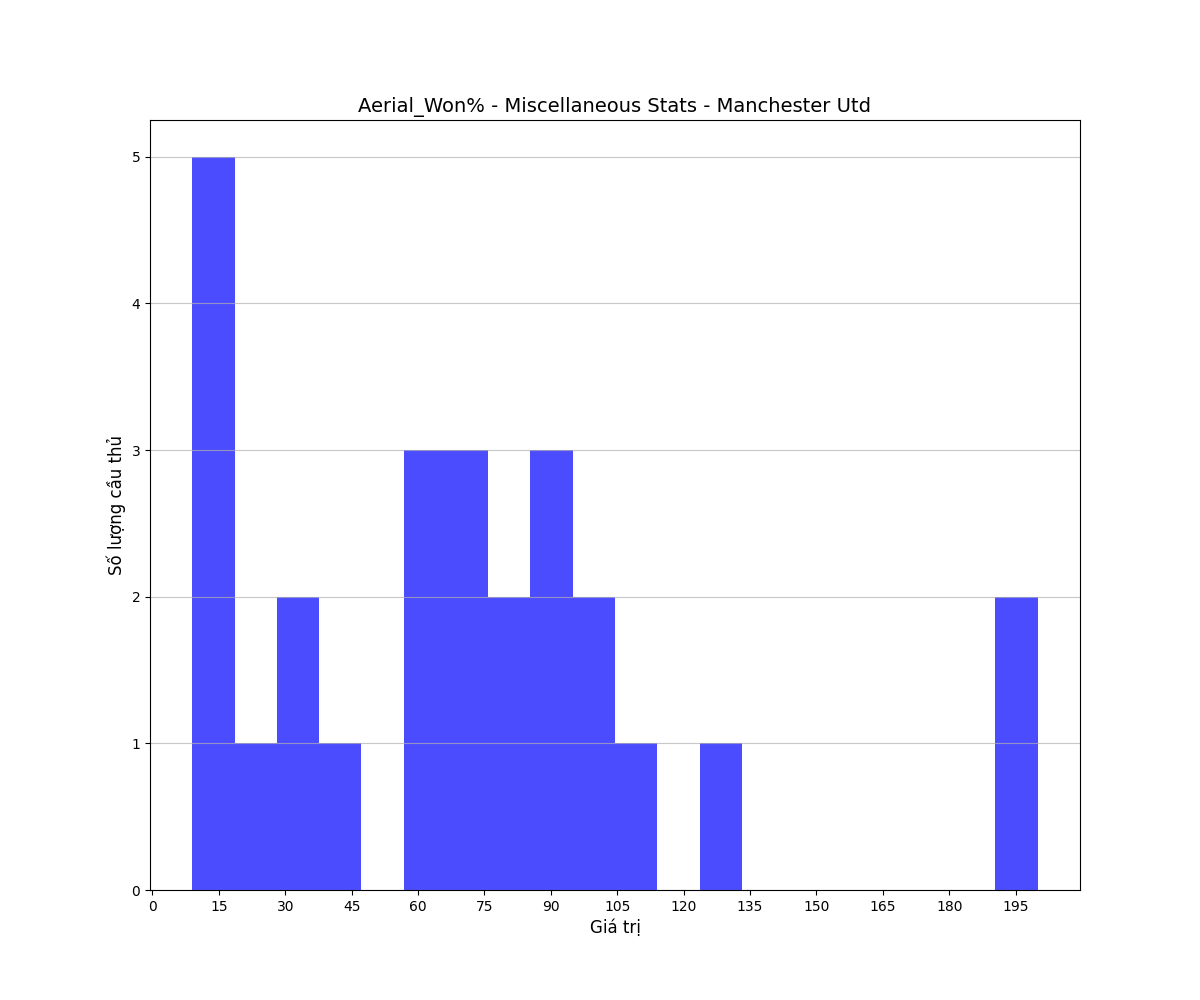 Aerial_Won% - Miscellaneous Stats - Manchester Utd
Số lượng cầu thủ
5
4
3
2
1
0
0 15 30 45 60 75 90 105 120 135 150 165 180 195
Giá trị